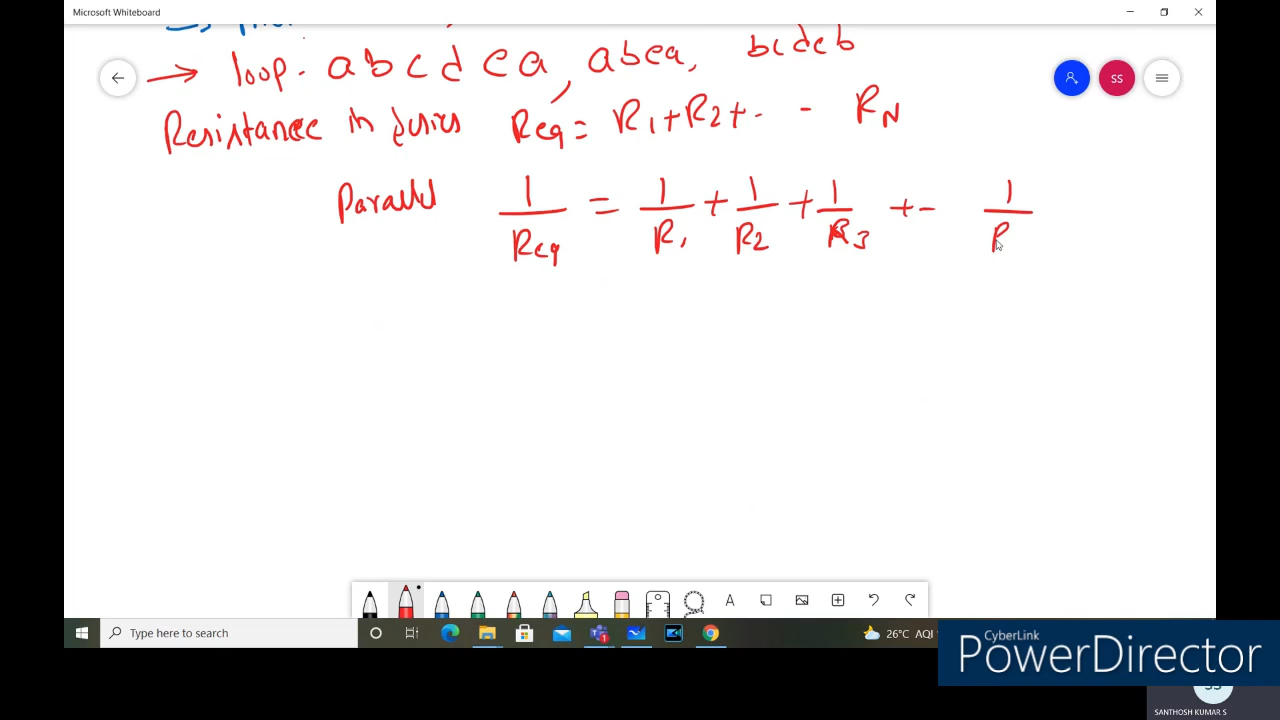 Microsoft Whiteboard
→ loop. abcdea, abea, bcdeb
Resistance in series Req = R1+R2+ - - RN
Parallel 1/Req = 1/R1 + 1/R2 + 1/R3 + - 1/R
SS
A
Type here to search
26°C AQI
CyberLink
PowerDirector
SANTHOSH KUMAR S